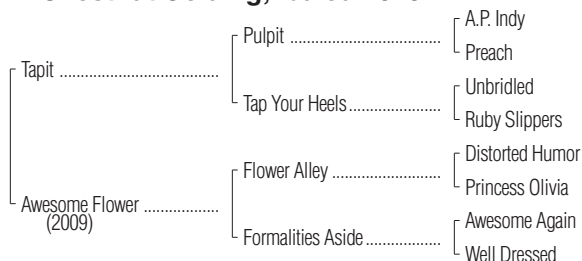 A.P. Indy
Pulpit
Preach
Tapit
Unbridled
Tap Your Heels
Ruby Slippers
Distorted Humor
Flower Alley
Princess Olivia
Awesome Flower
(2009)
Awesome Again
Formalities Aside
Well Dressed